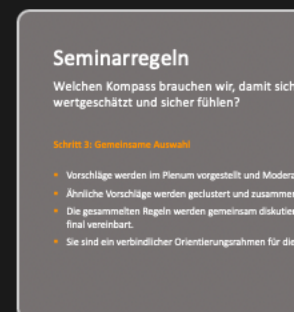 Seminarregeln
Welchen Kompass brauchen wir, damit sich
wertgeschätzt und sicher fühlen?
Schritt 3: Gemeinsame Auswahl
• Vorschläge werden im Plenum vorgestellt und Modera
• Ähnliche Vorschläge werden geclustert und zusammen
• Die gesammelten Regeln werden gemeinsam diskutier
final vereinbart.
• Sie sind ein verbindlicher Orientierungsrahmen für die